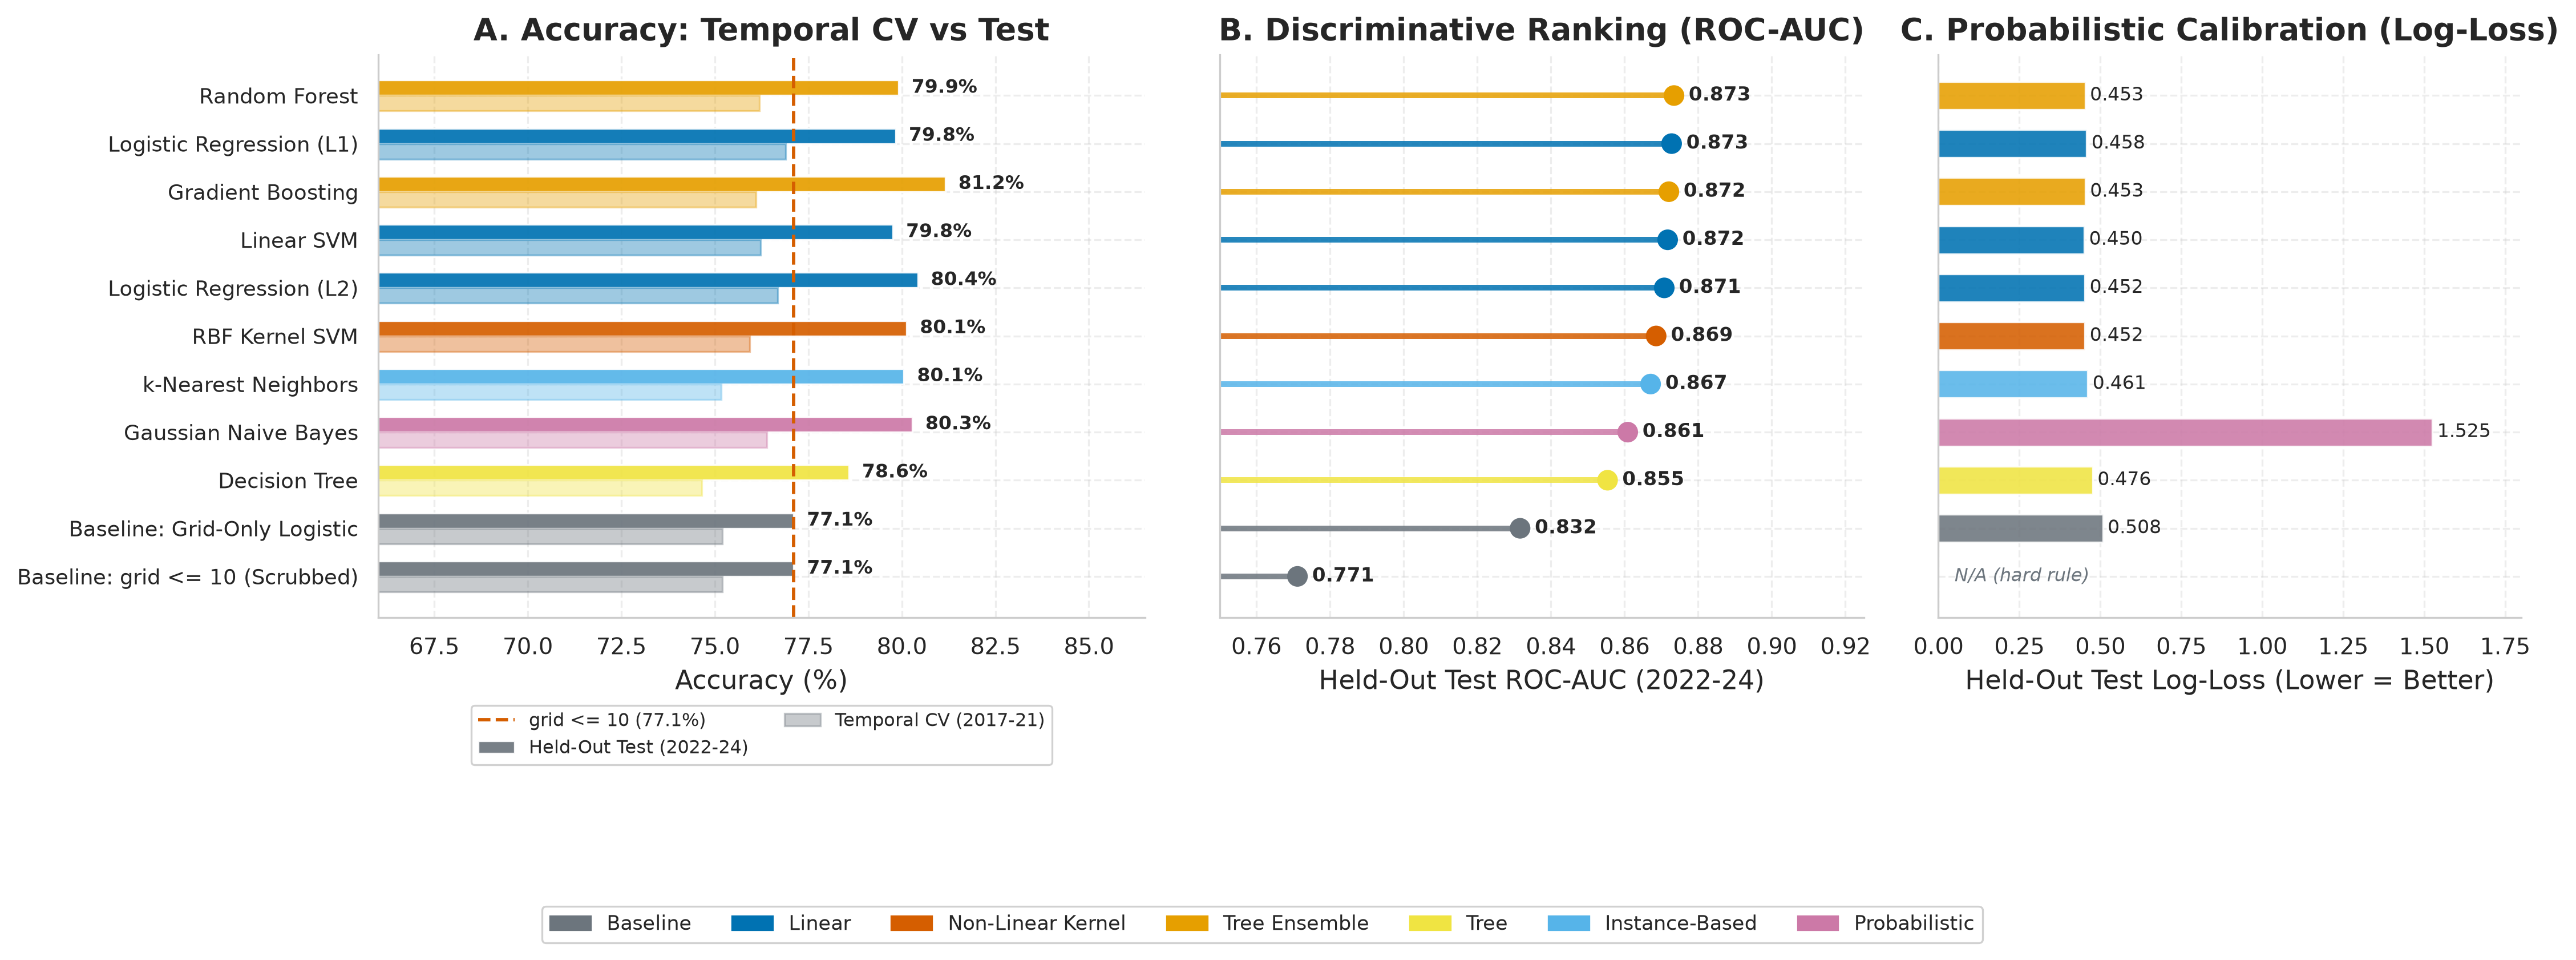 A. Accuracy: Temporal CV vs Test
Random Forest
Logistic Regression (L1)
Gradient Boosting
Linear SVM
Logistic Regression (L2)
RBF Kernel SVM
k-Nearest Neighbors
Gaussian Naive Bayes
Decision Tree
Baseline: Grid-Only Logistic
Baseline: grid <= 10 (Scrubbed)
79.9%
79.8%
81.2%
79.8%
80.4%
80.1%
80.1%
80.3%
78.6%
77.1%
77.1%
67.5 70.0 72.5 75.0 77.5 80.0 82.5 85.0
Accuracy (%)
grid <= 10 (77.1%)
Held-Out Test (2022-24)
Temporal CV (2017-21)
B. Discriminative Ranking (ROC-AUC)
0.873
0.873
0.872
0.872
0.871
0.869
0.867
0.861
0.855
0.832
0.771
0.76 0.78 0.80 0.82 0.84 0.86 0.88 0.90 0.92
Held-Out Test ROC-AUC (2022-24)
C. Probabilistic Calibration (Log-Loss)
0.453
0.458
0.453
0.450
0.452
0.452
0.461
1.525
0.476
0.508
N/A (hard rule)
0.00 0.25 0.50 0.75 1.00 1.25 1.50 1.75
Held-Out Test Log-Loss (Lower = Better)
Baseline Linear Non-Linear Kernel Tree Ensemble Tree Instance-Based Probabilistic